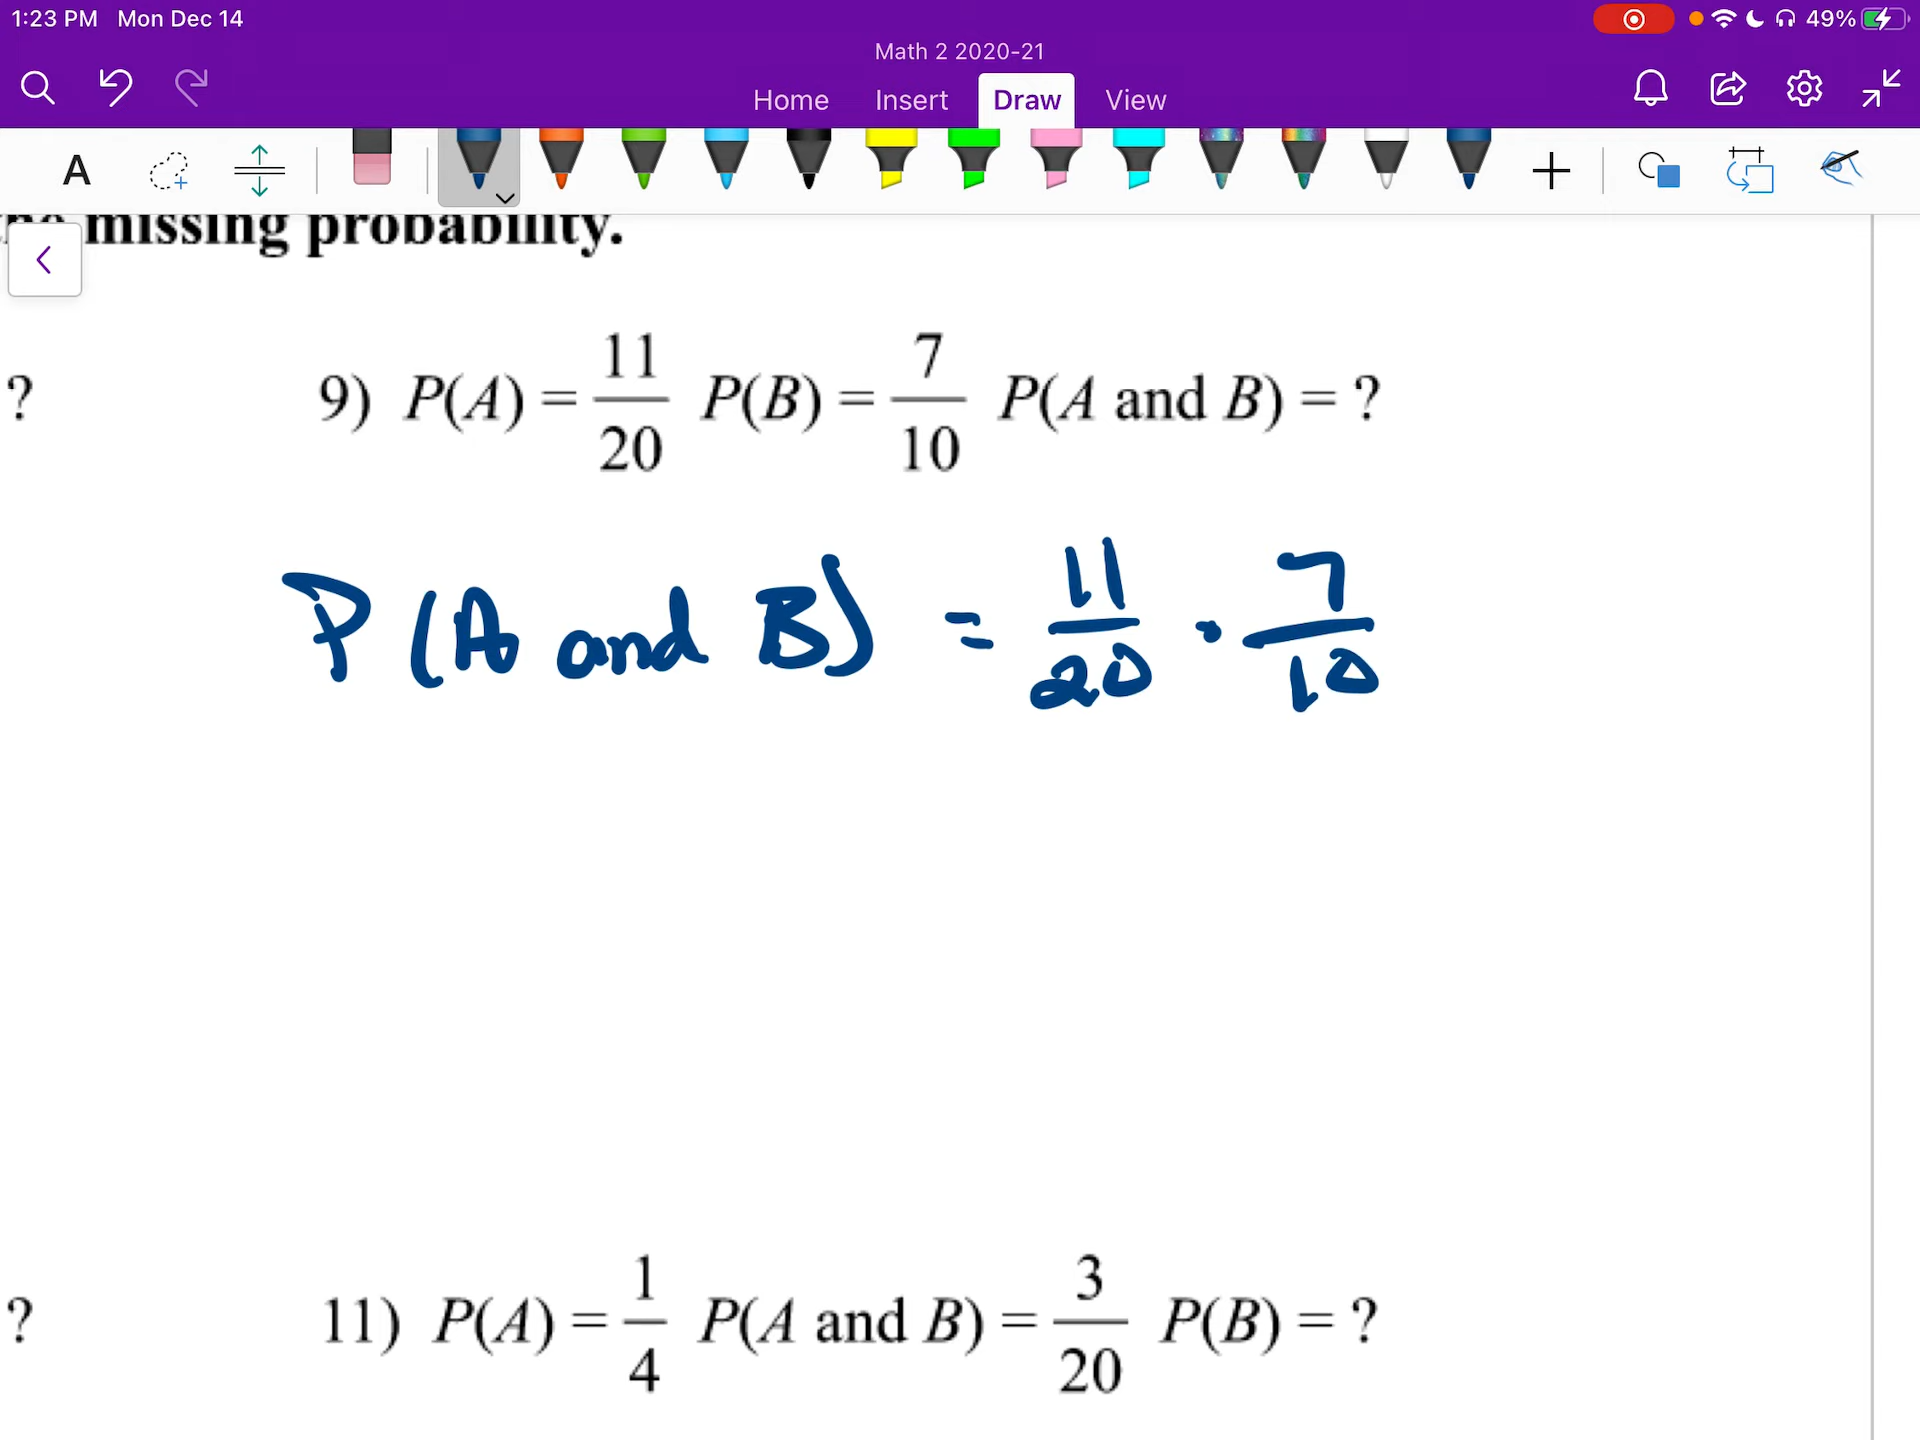 1:23 PM Mon Dec 14
49%
Math 2 2020-21
Home Insert Draw View
A
missing probability.
? 9) P(A) = 11/20 P(B) = 7/10 P(A and B) = ?
P(A and B) = 11/20 · 7/10
? 11) P(A) = 1/4 P(A and B) = 3/20 P(B) = ?